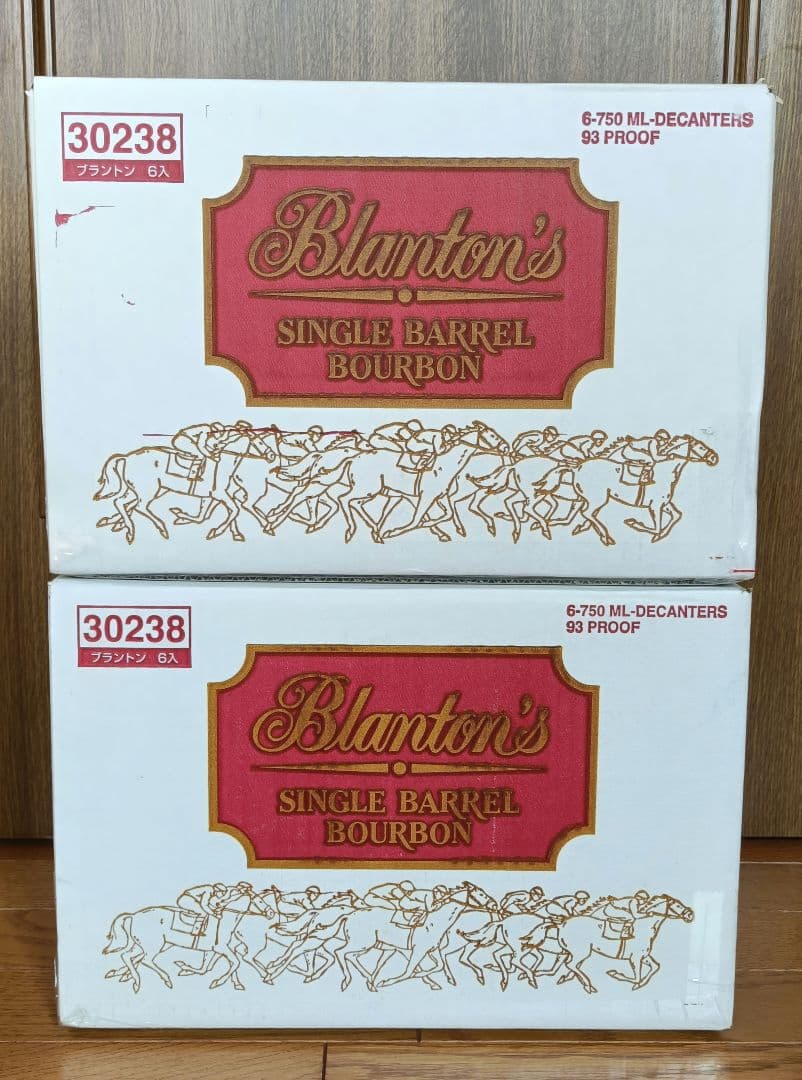 30238
ブラントン 6入
6-750 ML-DECANTERS
93 PROOF
Blanton's
SINGLE BARREL
BOURBON
30238
ブラントン 6入
6-750 ML-DECANTERS
93 PROOF
Blanton's
SINGLE BARREL
BOURBON